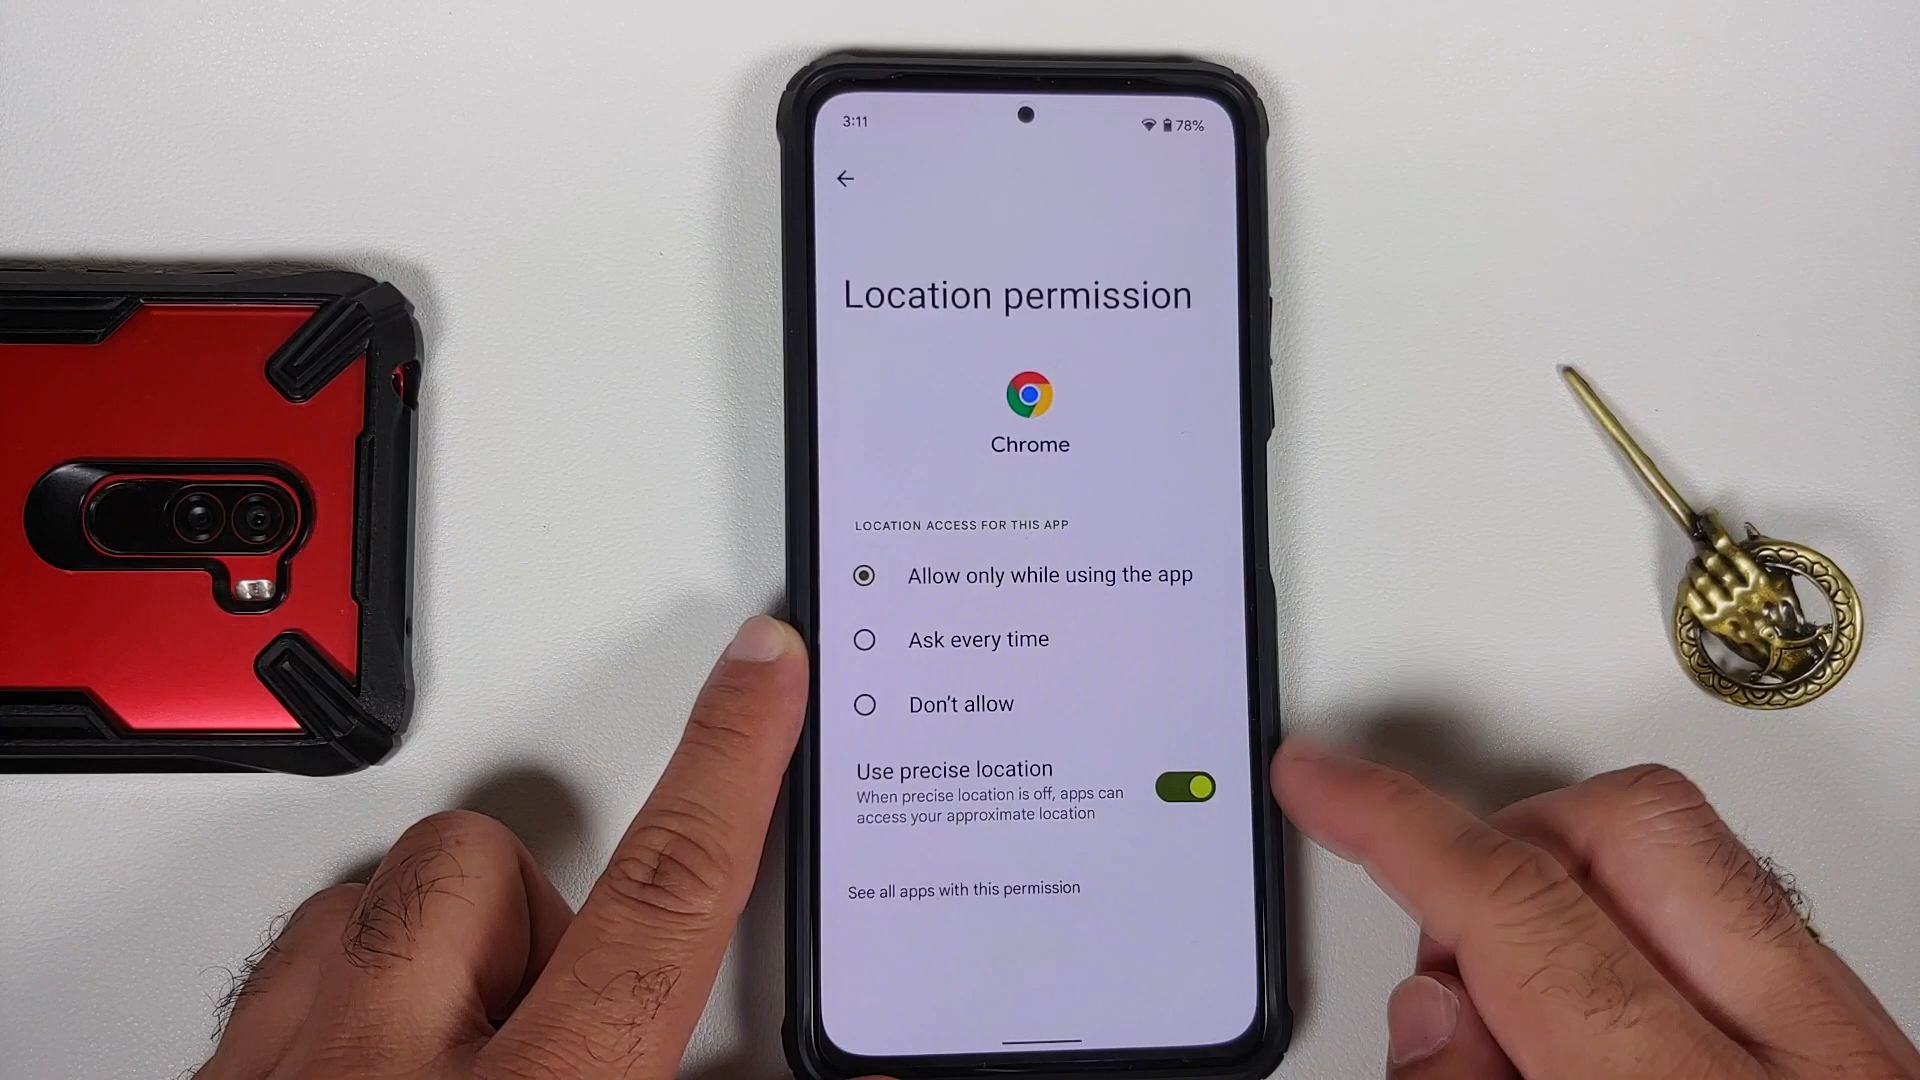 3:11
78%
Location permission
Chrome
LOCATION ACCESS FOR THIS APP
Allow only while using the app
Ask every time
Don't allow
Use precise location
When precise location is off, apps can
access your approximate location
See all apps with this permission